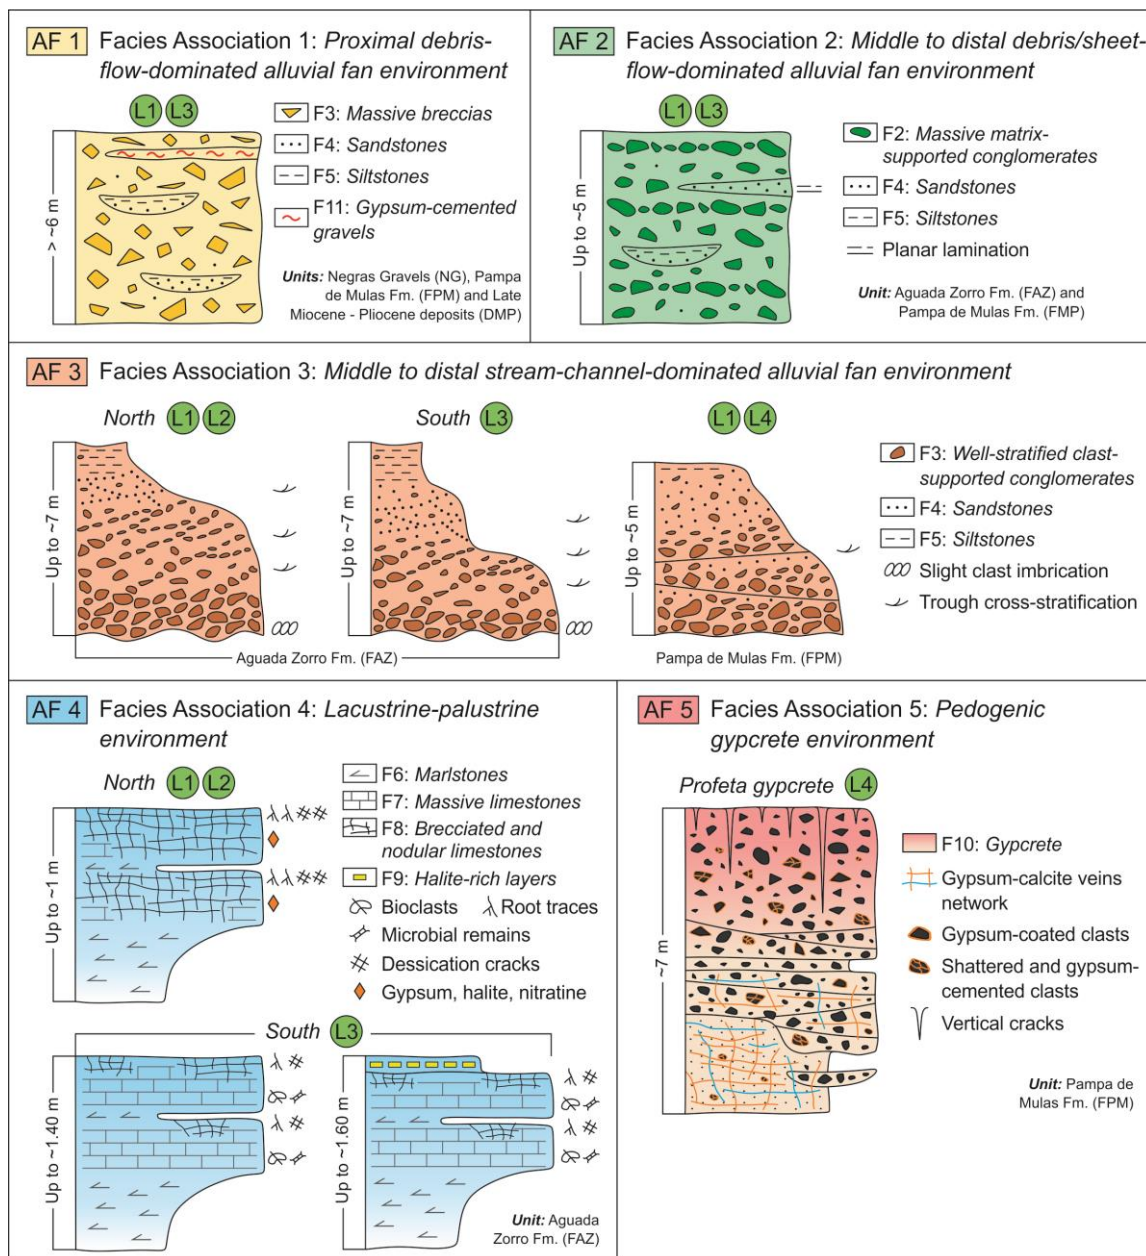 AF 1 Facies Association 1: Proximal debris-
flow-dominated alluvial fan environment
L1 L3
> ~6 m
F3: Massive breccias
F4: Sandstones
F5: Siltstones
F11: Gypsum-cemented
gravels
Units: Negras Gravels (NG), Pampa
de Mulas Fm. (FPM) and Late
Miocene - Pliocene deposits (DMP)
AF 2 Facies Association 2: Middle to distal debris/sheet-
flow-dominated alluvial fan environment
L1 L3
Up to ~5 m
F2: Massive matrix-
supported conglomerates
F4: Sandstones
F5: Siltstones
Planar lamination
Unit: Aguada Zorro Fm. (FAZ) and
Pampa de Mulas Fm. (FMP)
AF 3 Facies Association 3: Middle to distal stream-channel-dominated alluvial fan environment
North L1 L2
Up to ~7 m
South L3
Up to ~7 m
Aguada Zorro Fm. (FAZ)
L1 L4
Up to ~5 m
Pampa de Mulas Fm. (FPM)
F3: Well-stratified clast-
supported conglomerates
F4: Sandstones
F5: Siltstones
Slight clast imbrication
Trough cross-stratification
AF 4 Facies Association 4: Lacustrine-palustrine
environment
North L1 L2
Up to ~1 m
F6: Marlstones
F7: Massive limestones
F8: Brecciated and
nodular limestones
F9: Halite-rich layers
Bioclasts Root traces
Microbial remains
Dessication cracks
Gypsum, halite, nitratine
South L3
Up to ~1.40 m
Up to ~1.60 m
Unit: Aguada
Zorro Fm. (FAZ)
AF 5 Facies Association 5: Pedogenic
gypcrete environment
Profeta gypcrete L4
~7 m
F10: Gypcrete
Gypsum-calcite veins
network
Gypsum-coated clasts
Shattered and gypsum-
cemented clasts
Vertical cracks
Unit: Pampa de
Mulas Fm. (FPM)